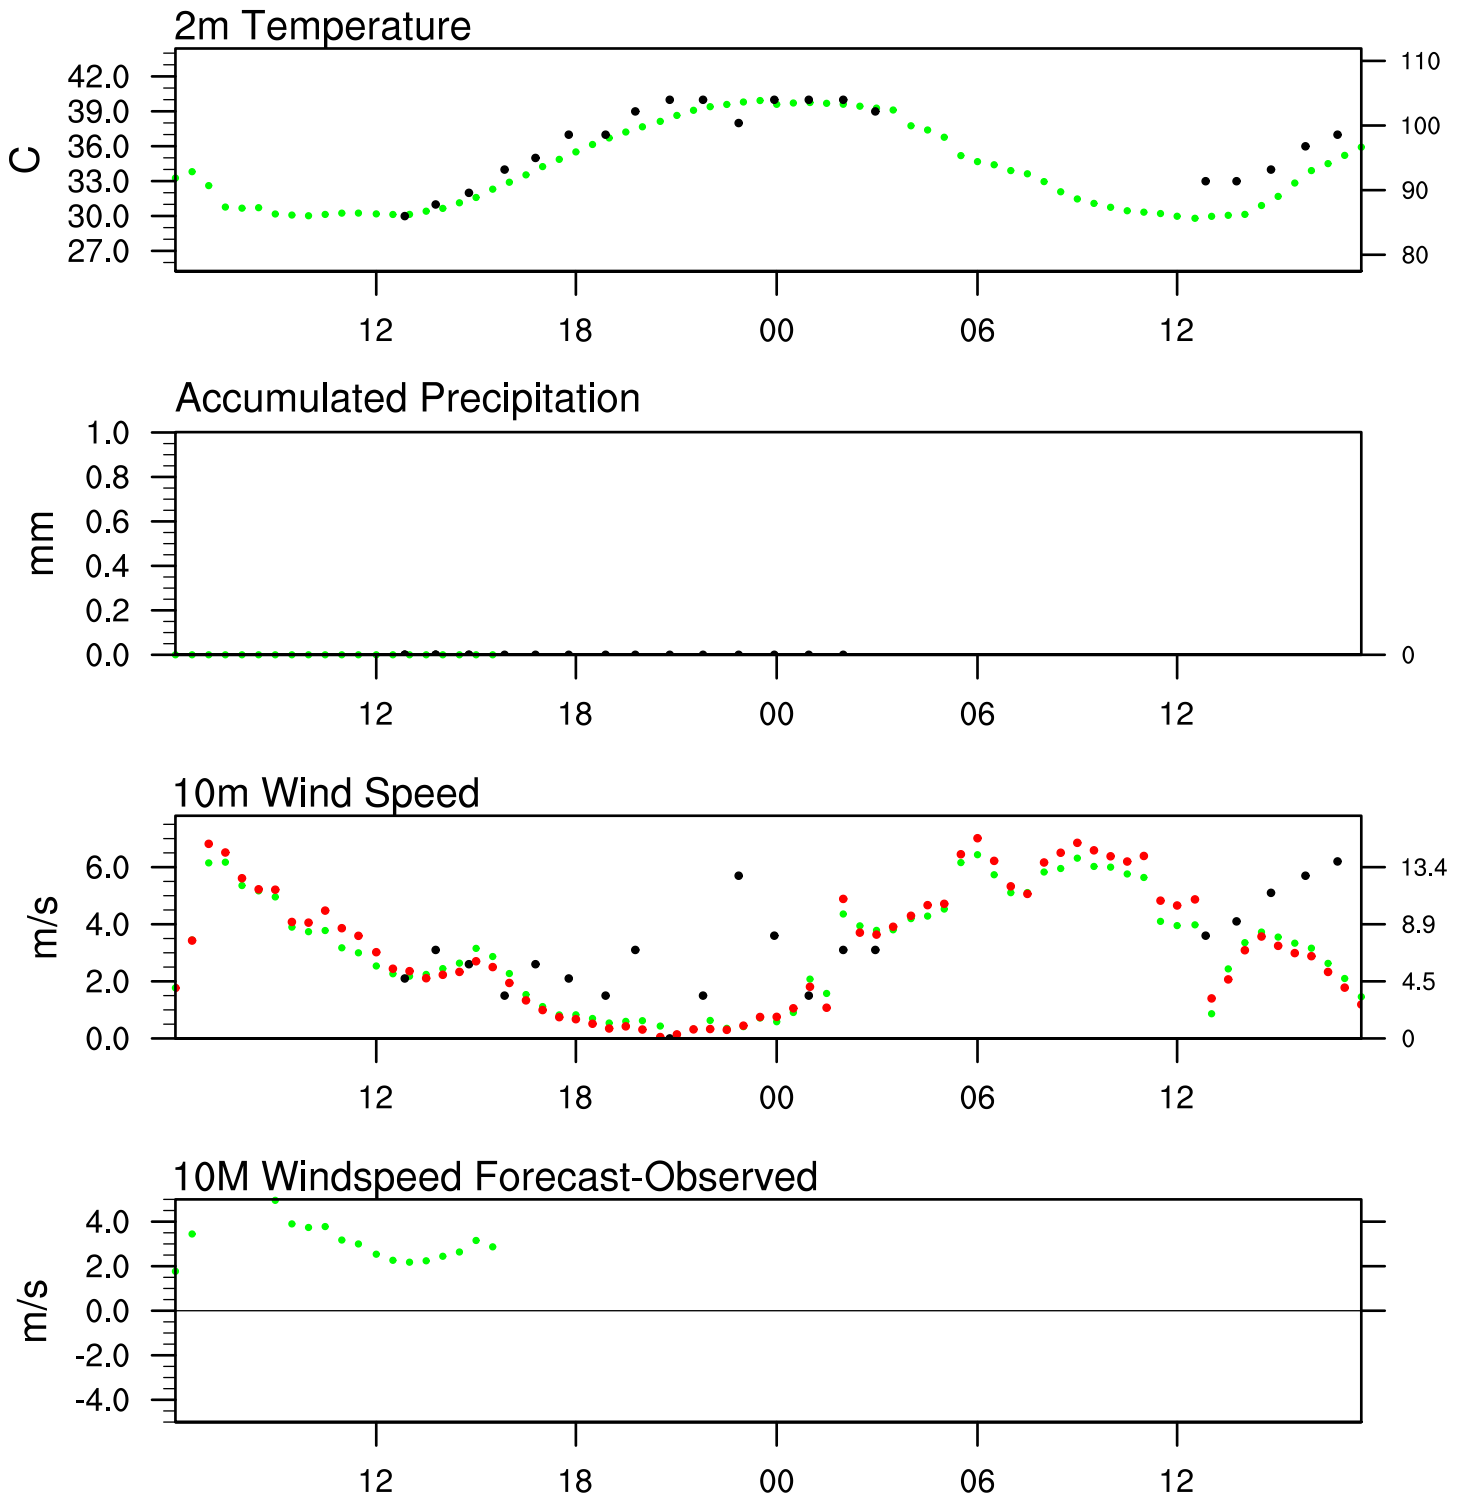 2m Temperature
C
42.0
39.0
36.0
33.0
30.0
27.0
110
100
90
80
12 18 00 06 12
Accumulated Precipitation
mm
1.0
0.8
0.6
0.4
0.2
0.0
0
12 18 00 06 12
10m Wind Speed
m/s
6.0
4.0
2.0
0.0
13.4
8.9
4.5
0
12 18 00 06 12
10M Windspeed Forecast-Observed
m/s
4.0
2.0
0.0
-2.0
-4.0
12 18 00 06 12